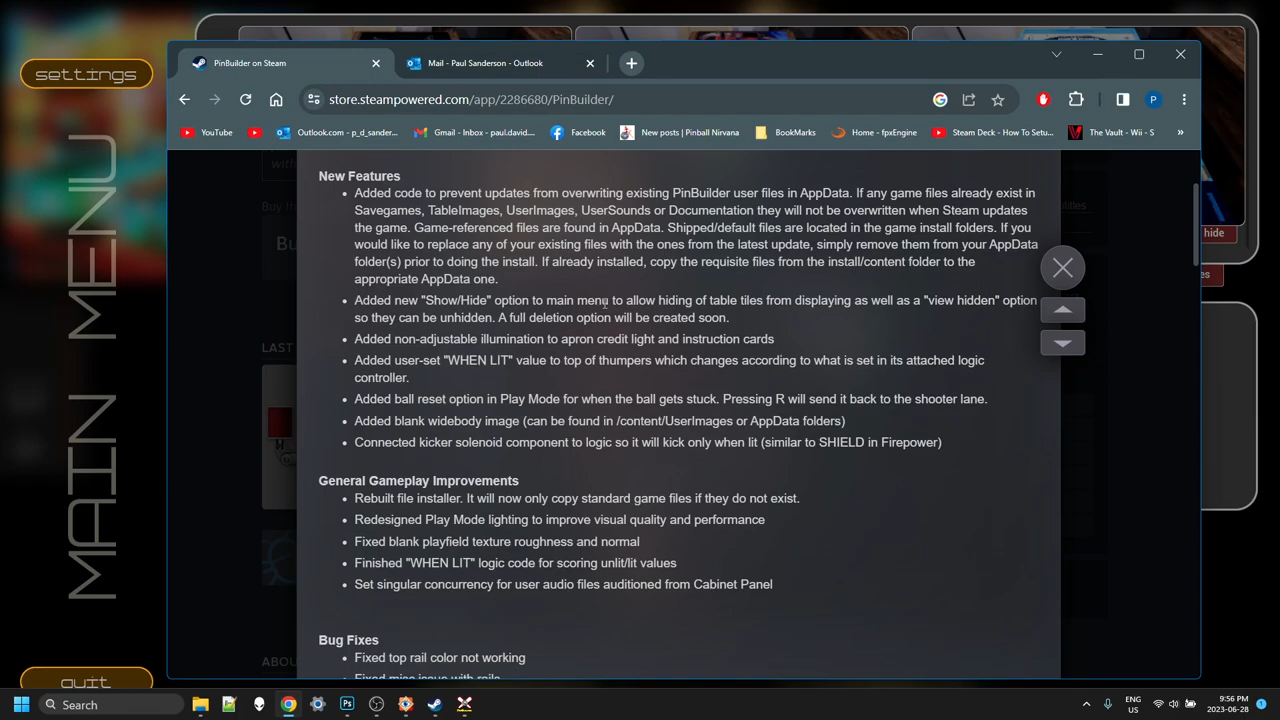 settings
MAIN MENU
quit
PinBuilder on Steam
Mail - Paul Sanderson - Outlook
store.steampowered.com/app/2286680/PinBuilder/
P
YouTube
Outlook.com - p_d_sander...
Gmail - Inbox - paul.david....
Facebook
New posts | Pinball Nirvana
BookMarks
Home - fpxEngine
Steam Deck - How To Setu...
The Vault - Wii - S
»
New Features
• Added code to prevent updates from overwriting existing PinBuilder user files in AppData. If any game files already exist in
Savegames, TableImages, UserImages, UserSounds or Documentation they will not be overwritten when Steam updates
the game. Game-referenced files are found in AppData. Shipped/default files are located in the game install folders. If you
would like to replace any of your existing files with the ones from the latest update, simply remove them from your AppData
folder(s) prior to doing the install. If already installed, copy the requisite files from the install/content folder to the
appropriate AppData one.
• Added new "Show/Hide" option to main menu to allow hiding of table tiles from displaying as well as a "view hidden" option
so they can be unhidden. A full deletion option will be created soon.
• Added non-adjustable illumination to apron credit light and instruction cards
• Added user-set "WHEN LIT" value to top of thumpers which changes according to what is set in its attached logic
controller.
• Added ball reset option in Play Mode for when the ball gets stuck. Pressing R will send it back to the shooter lane.
• Added blank widebody image (can be found in /content/UserImages or AppData folders)
• Connected kicker solenoid component to logic so it will kick only when lit (similar to SHIELD in Firepower)
General Gameplay Improvements
• Rebuilt file installer. It will now only copy standard game files if they do not exist.
• Redesigned Play Mode lighting to improve visual quality and performance
• Fixed blank playfield texture roughness and normal
• Finished "WHEN LIT" logic code for scoring unlit/lit values
• Set singular concurrency for user audio files auditioned from Cabinet Panel
Bug Fixes
• Fixed top rail color not working
• Fixed misc issue with rails
Buy th
Bu
LAST
ABOU
hide
es
Search
ENG
US
9:56 PM
2023-06-28
1